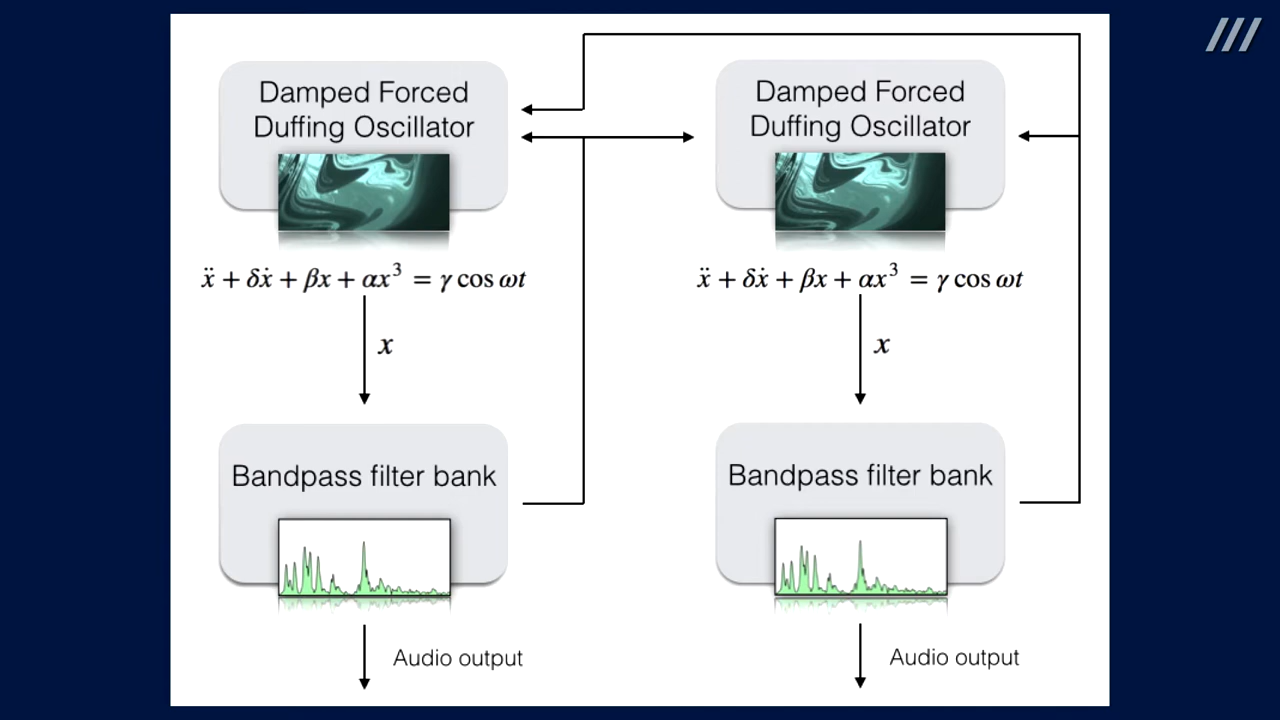 Damped Forced
Duffing Oscillator
ẍ + δẋ + βx + αx³ = γ cos ωt
x
Bandpass filter bank
Audio output
Damped Forced
Duffing Oscillator
ẍ + δẋ + βx + αx³ = γ cos ωt
x
Bandpass filter bank
Audio output